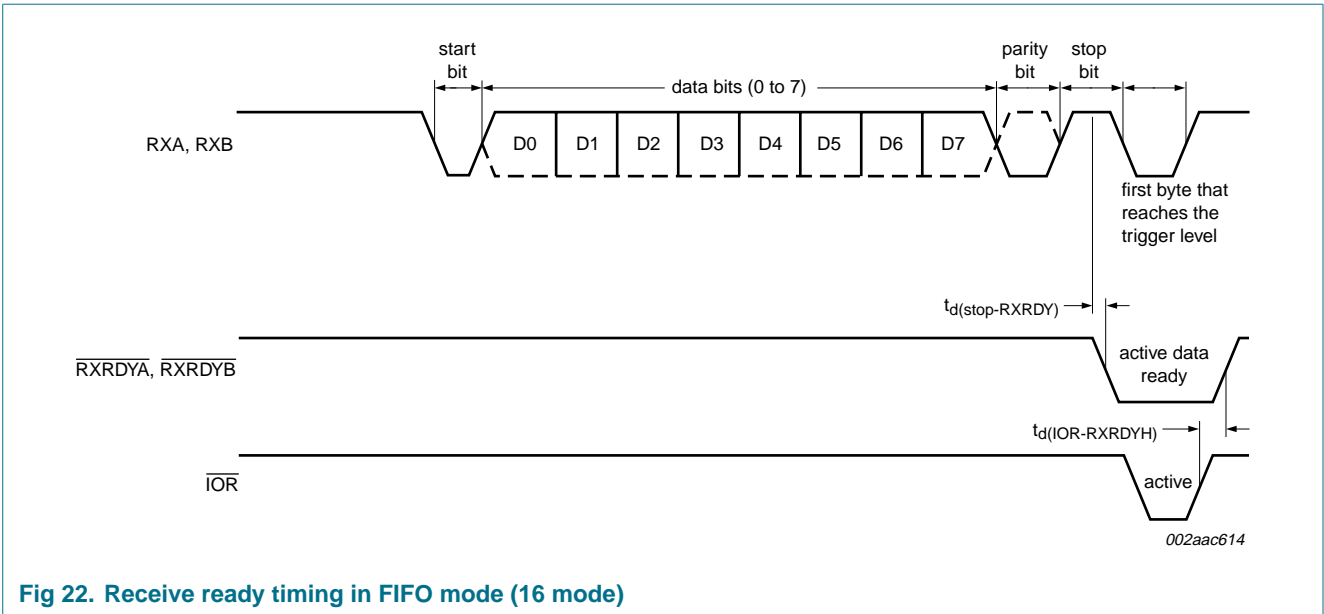 start
bit
data bits (0 to 7)
parity
bit
stop
bit
RXA, RXB
D0 D1 D2 D3 D4 D5 D6 D7
first byte that
reaches the
trigger level
td(stop-RXRDY)
RXRDYA, RXRDYB
active data
ready
td(IOR-RXRDYH)
IOR
active
002aac614
Fig 22. Receive ready timing in FIFO mode (16 mode)